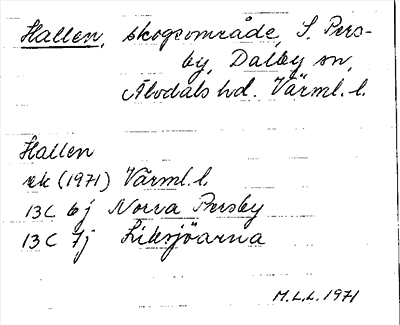 Hallen, skogsområde, S. Pers-
by, Dalby sn,
Älvdals hd. Värml. l.
Hallen
ek (1971) Värml. l.
13C 6j Norra Persby
13C 7j Liksjöarna
M.L.L. 1971